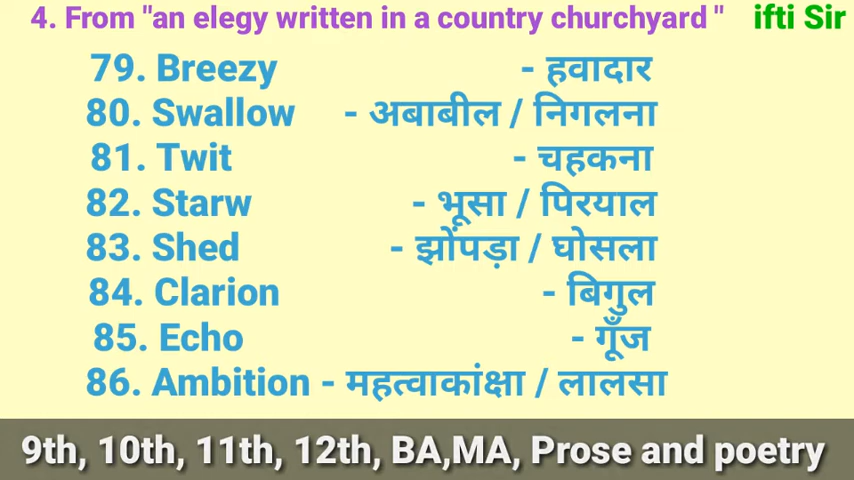 4. From "an elegy written in a country churchyard " ifti Sir
79. Breezy - हवादार
80. Swallow - अबाबील / निगलना
81. Twit - चहकना
82. Starw - भूसा / पिरयाल
83. Shed - झोंपड़ा / घोसला
84. Clarion - बिगुल
85. Echo - गूँज
86. Ambition - महत्वाकांक्षा / लालसा
9th, 10th, 11th, 12th, BA,MA, Prose and poetry